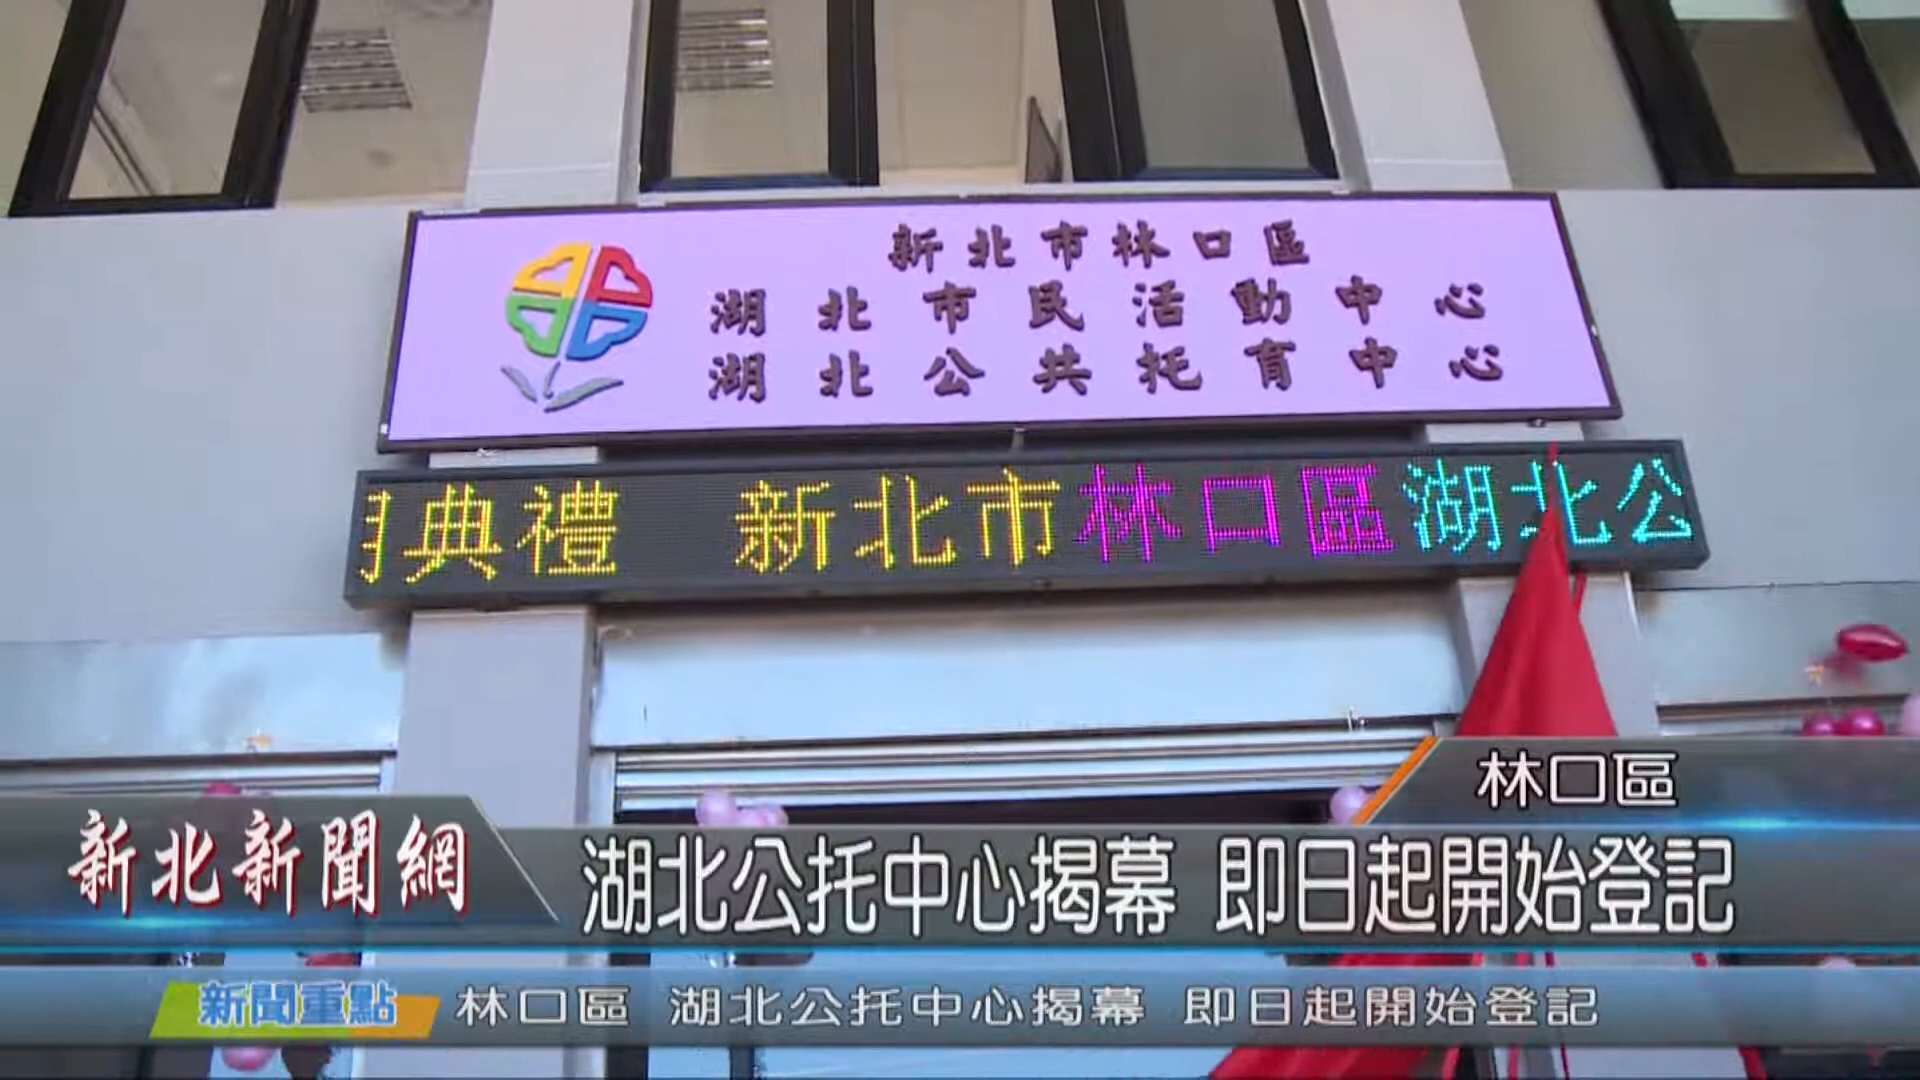 新北市林口區
湖北市民活動中心
湖北公共托育中心
典禮 新北市林口區湖北公
林口區
新北新聞網
湖北公托中心揭幕 即日起開始登記
新聞重點
林口區 湖北公托中心揭幕 即日起開始登記